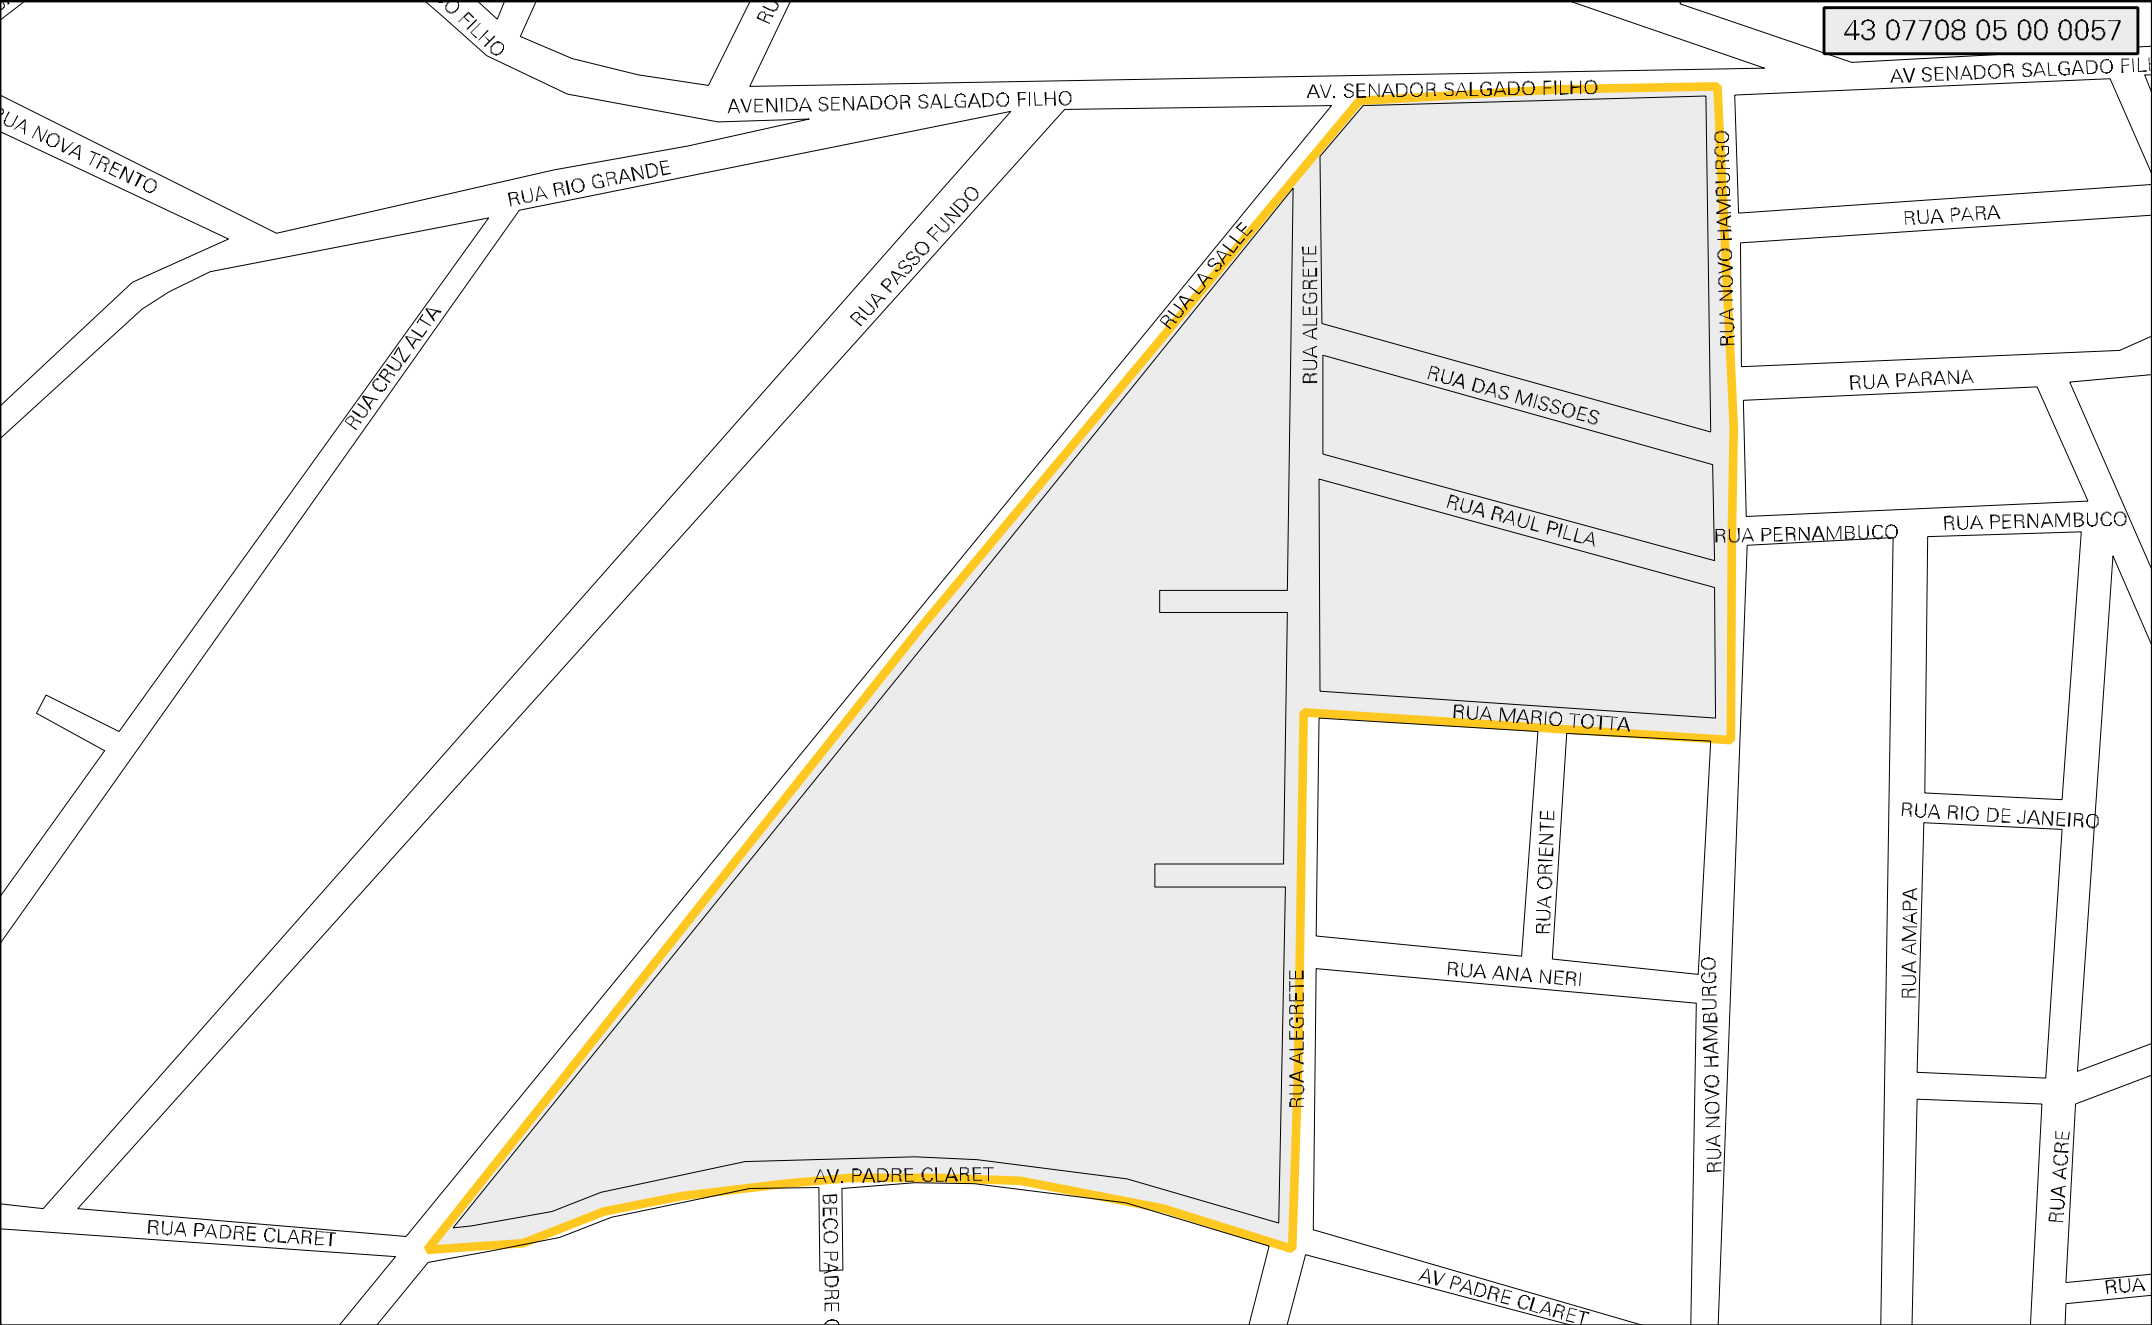 43 07708 05 00 0057
FILHO
AV SENADOR SALGADO
AV. SENADOR SALGADO FILHO
AVENIDA SENADOR SALGADO FILHO
RUA NOVA TRENTO
RUA RIO GRANDE
RUA PASSO FUNDO
RUA LA SALLE
RUA ALEGRETE
RUA NOVO HAMBURGO
RUA PARA
RUA CRUZ ALTA
RUA DAS MISSOES
RUA PARANA
RUA RAUL PILLA
RUA PERNAMBUCO
RUA PERNAMBUCO
RUA MARIO TOTTA
RUA ORIENTE
RUA RIO DE JANEIRO
RUA AMAPA
RUA ANA NERI
RUA ALEGRETE
RUA NOVO HAMBURGO
RUA ACRE
AV. PADRE CLARET
BECO PADRE
RUA PADRE CLARET
AV PADRE CLARET
RUA